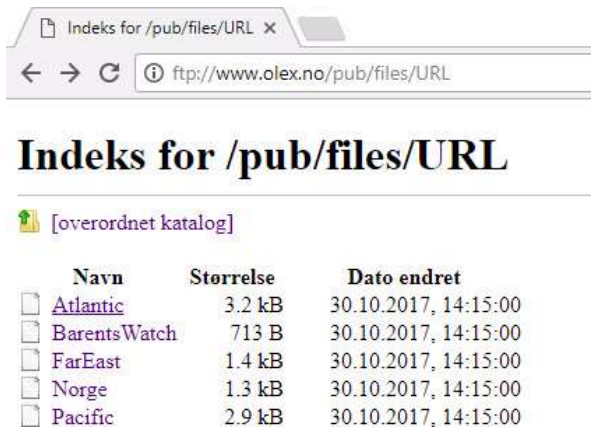 Indeks for /pub/files/URL
ftp://www.olex.no/pub/files/URL
Indeks for /pub/files/URL
[overordnet katalog]
Navn Størrelse Dato endret
Atlantic 3.2 kB 30.10.2017, 14:15:00
BarentsWatch 713 B 30.10.2017, 14:15:00
FarEast 1.4 kB 30.10.2017, 14:15:00
Norge 1.3 kB 30.10.2017, 14:15:00
Pacific 2.9 kB 30.10.2017, 14:15:00